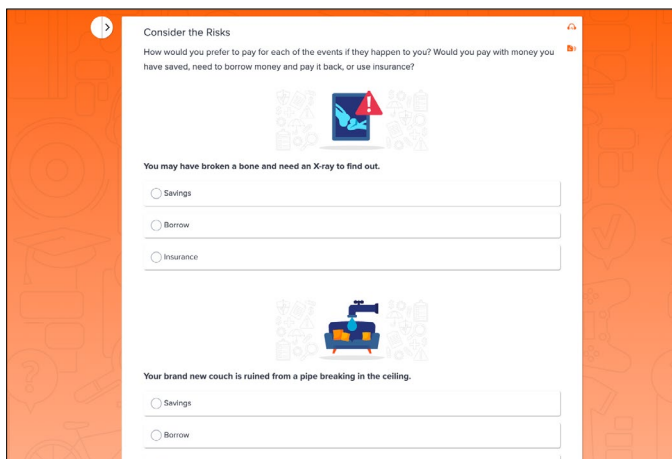 Consider the Risks
How would you prefer to pay for each of the events if they happen to you? Would you pay with money you
have saved, need to borrow money and pay it back, or use insurance?
You may have broken a bone and need an X-ray to find out.
Savings
Borrow
Insurance
Your brand new couch is ruined from a pipe breaking in the ceiling.
Savings
Borrow